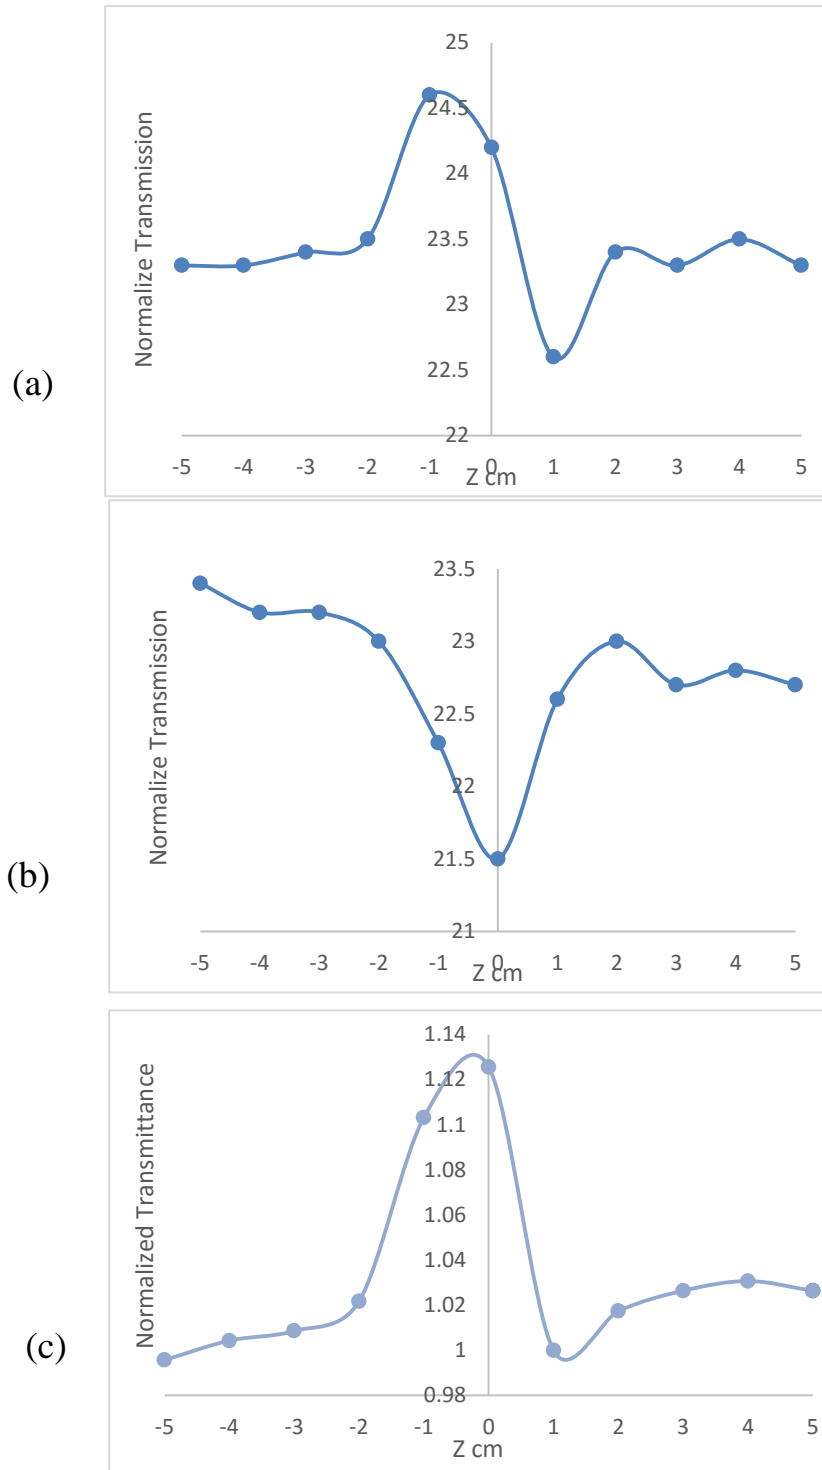 (a)
Normalize Transmission
25
24.5
24
23.5
23
22.5
22
-5 -4 -3 -2 -1 0 1 2 3 4 5
Z cm
(b)
Normalize Transmission
23.5
23
22.5
22
21.5
21
-5 -4 -3 -2 -1 0 1 2 3 4 5
Z cm
(c)
Normalized Transmittance
1.14
1.12
1.1
1.08
1.06
1.04
1.02
1
0.98
-5 -4 -3 -2 -1 0 1 2 3 4 5
Z cm